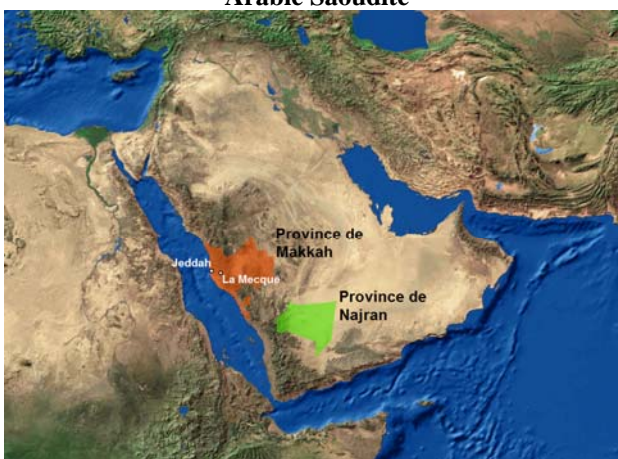 Arabie Saoudite
Province de
Makkah
Jeddah
La Mecque
Province de
Najran